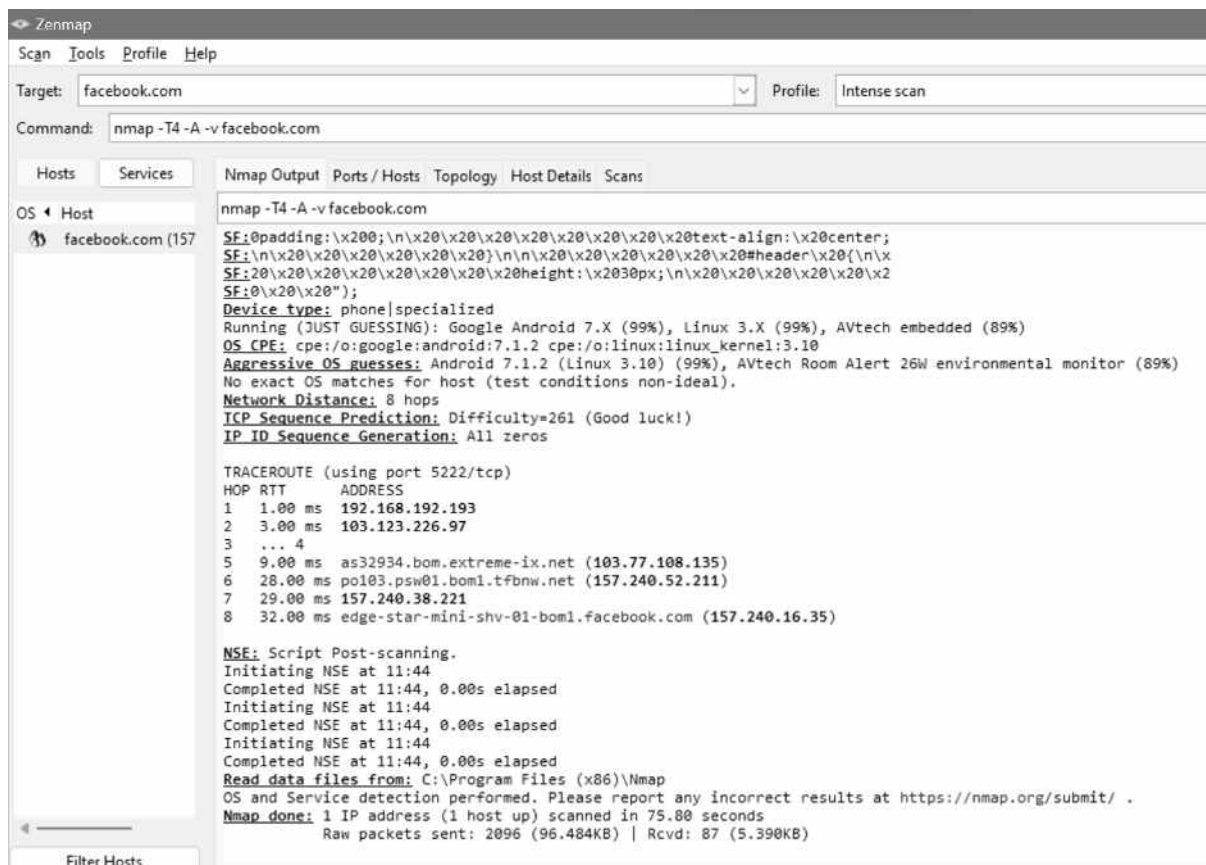 Zenmap
Scan Tools Profile Help
Target: facebook.com Profile: Intense scan
Command: nmap -T4 -A -v facebook.com
Hosts Services Nmap Output Ports / Hosts Topology Host Details Scans
OS Host nmap -T4 -A -v facebook.com
facebook.com (157
SF:0padding:\x200;\n\x20\x20\x20\x20\x20\x20\x20\x20text-align:\x20center;
SF:\n\x20\x20\x20\x20\x20\x20}\n\n\x20\x20\x20\x20\x20\x20#header\x20{\n\x
SF:20\x20\x20\x20\x20\x20\x20\x20height:\x2030px;\n\x20\x20\x20\x20\x20\x2
SF:0\x20\x20");
Device type: phone|specialized
Running (JUST GUESSING): Google Android 7.X (99%), Linux 3.X (99%), AVtech embedded (89%)
OS CPE: cpe:/o:google:android:7.1.2 cpe:/o:linux:linux_kernel:3.10
Aggressive OS guesses: Android 7.1.2 (Linux 3.10) (99%), AVtech Room Alert 26W environmental monitor (89%)
No exact OS matches for host (test conditions non-ideal).
Network Distance: 8 hops
TCP Sequence Prediction: Difficulty=261 (Good luck!)
IP ID Sequence Generation: All zeros
TRACEROUTE (using port 5222/tcp)
HOP RTT ADDRESS
1 1.00 ms 192.168.192.193
2 3.00 ms 103.123.226.97
3 ... 4
5 9.00 ms as32934.bom.extreme-ix.net (103.77.108.135)
6 28.00 ms po103.psw01.bom1.tfbnw.net (157.240.52.211)
7 29.00 ms 157.240.38.221
8 32.00 ms edge-star-mini-shv-01-bom1.facebook.com (157.240.16.35)
NSE: Script Post-scanning.
Initiating NSE at 11:44
Completed NSE at 11:44, 0.00s elapsed
Initiating NSE at 11:44
Completed NSE at 11:44, 0.00s elapsed
Initiating NSE at 11:44
Completed NSE at 11:44, 0.00s elapsed
Read data files from: C:\Program Files (x86)\Nmap
OS and Service detection performed. Please report any incorrect results at https://nmap.org/submit/ .
Nmap done: 1 IP address (1 host up) scanned in 75.80 seconds
Raw packets sent: 2096 (96.484KB) | Rcvd: 87 (5.390KB)
Filter Hosts